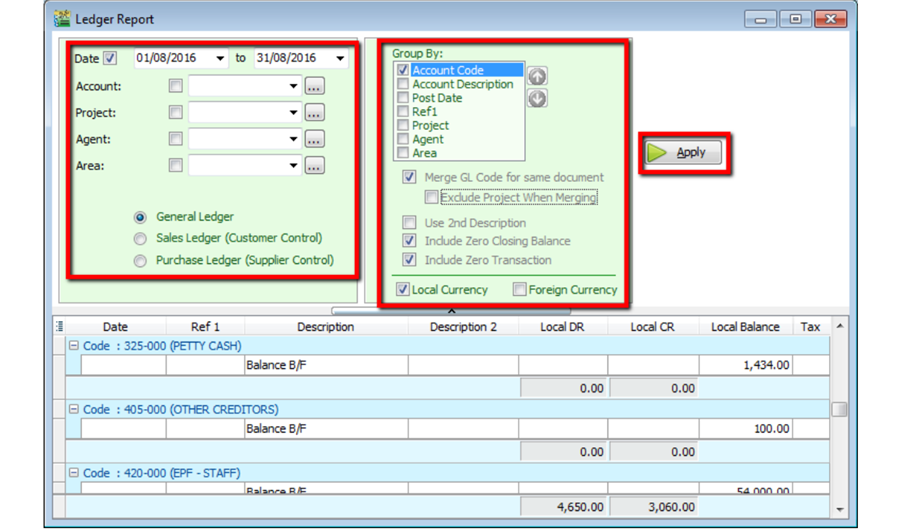 Ledger Report
Date 01/08/2016 to 31/08/2016
Account:
Project:
Agent:
Area:
General Ledger
Sales Ledger (Customer Control)
Purchase Ledger (Supplier Control)
Group By:
Account Code
Account Description
Post Date
Ref1
Project
Agent
Area
Merge GL Code for same document
Exclude Project When Merging
Use 2nd Description
Include Zero Closing Balance
Include Zero Transaction
Local Currency Foreign Currency
Apply
Date Ref 1 Description Description 2 Local DR Local CR Local Balance Tax
Code : 325-000 (PETTY CASH)
Balance B/F 1,434.00
0.00 0.00
Code : 405-000 (OTHER CREDITORS)
Balance B/F 100.00
0.00 0.00
Code : 420-000 (EPF - STAFF)
Balance B/F 54,000.00
4,650.00 3,060.00